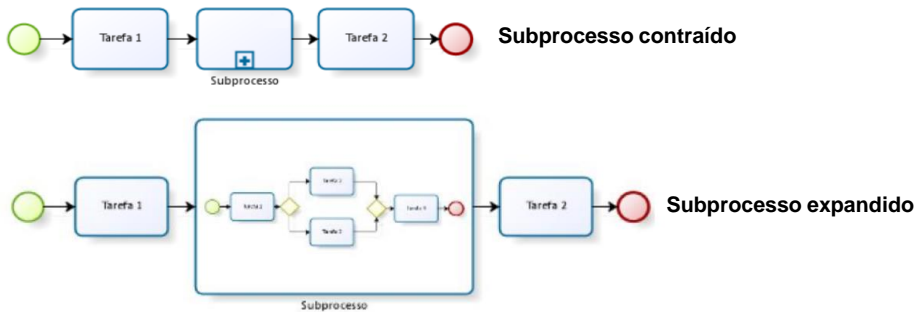 Tarefa 1
Tarefa 2
Subprocesso contraído
Subprocesso
Tarefa 1
Tarefa 2
Subprocesso expandido
Subprocesso